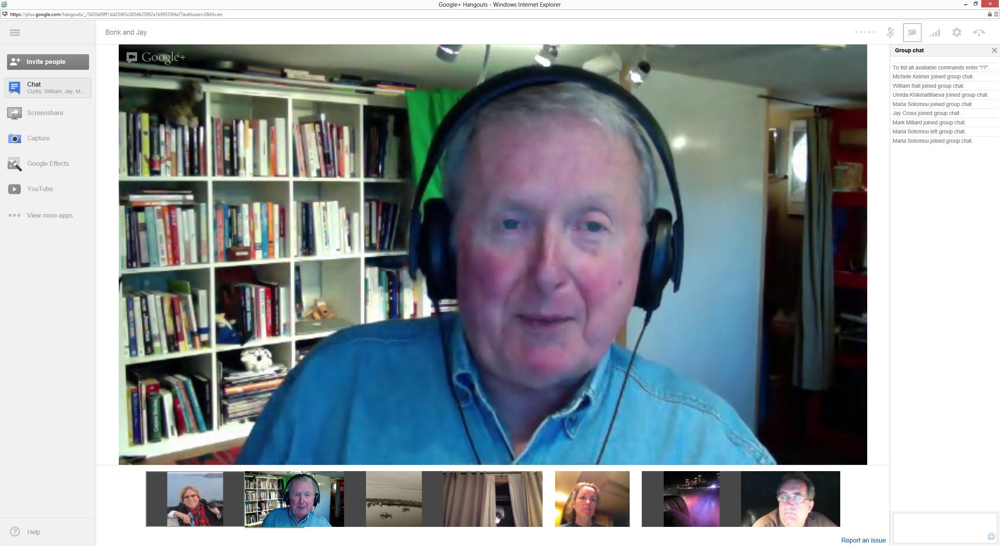 Google+ Hangouts - Windows Internet Explorer
https://plus.google.com/hangouts/_/5420a89ff1dd25465c0854b25992a1b99535f4a7?authuser=0&hl=en
Bonk and Jay
Invite people
Chat
Curtis, William, Jay, M...
Screenshare
Capture
Google Effects
YouTube
View more apps
Help
Google+
Group chat
To list all available commands enter "/?".
Michele Kelmer joined group chat.
William Ball joined group chat.
Umida Khikmatillaeva joined group chat.
Maria Solomou joined group chat.
Jay Cross joined group chat.
Mark Millard joined group chat.
Maria Solomou left group chat.
Maria Solomou joined group chat.
Report an issue